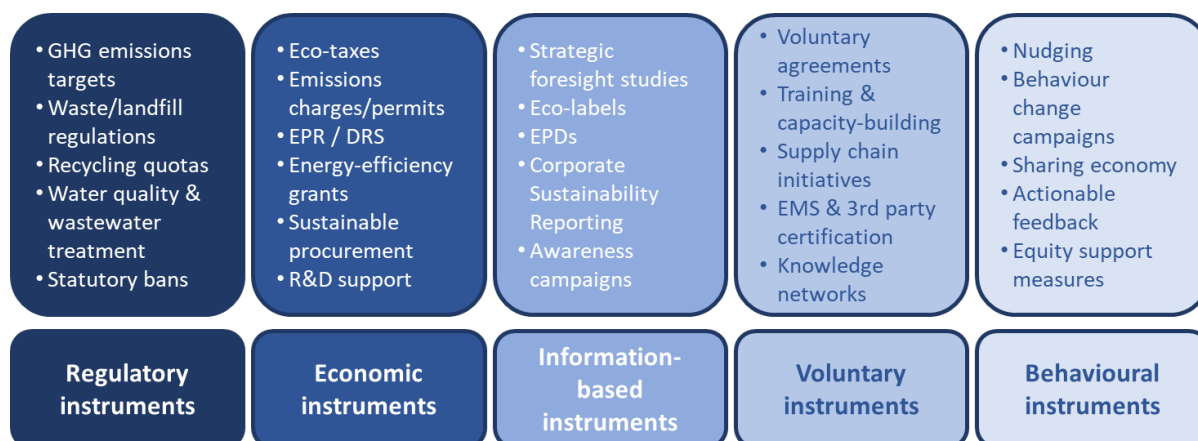 • GHG emissions
targets
• Waste/landfill
regulations
• Recycling quotas
• Water quality &
wastewater
treatment
• Statutory bans
• Eco-taxes
• Emissions
charges/permits
• EPR / DRS
• Energy-efficiency
grants
• Sustainable
procurement
• R&D support
• Strategic
foresight studies
• Eco-labels
• EPDs
• Corporate
Sustainability
Reporting
• Awareness
campaigns
• Voluntary
agreements
• Training &
capacity-building
• Supply chain
initiatives
• EMS & 3rd party
certification
• Knowledge
networks
• Nudging
• Behaviour
change
campaigns
• Sharing economy
• Actionable
feedback
• Equity support
measures
Regulatory
instruments
Economic
instruments
Information-
based
instruments
Voluntary
instruments
Behavioural
instruments